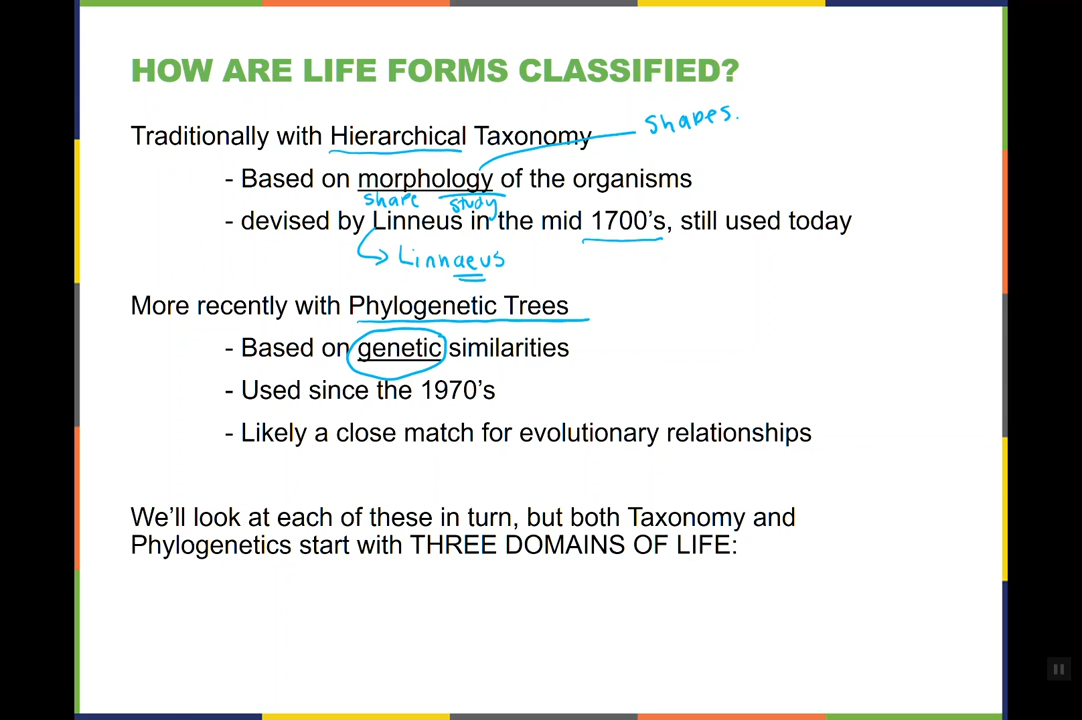 HOW ARE LIFE FORMS CLASSIFIED?
shapes.
Traditionally with Hierarchical Taxonomy
- Based on morphology of the organisms
shape study
- devised by Linneus in the mid 1700's, still used today
Linnaeus
More recently with Phylogenetic Trees
- Based on genetic similarities
- Used since the 1970's
- Likely a close match for evolutionary relationships
We'll look at each of these in turn, but both Taxonomy and
Phylogenetics start with THREE DOMAINS OF LIFE: